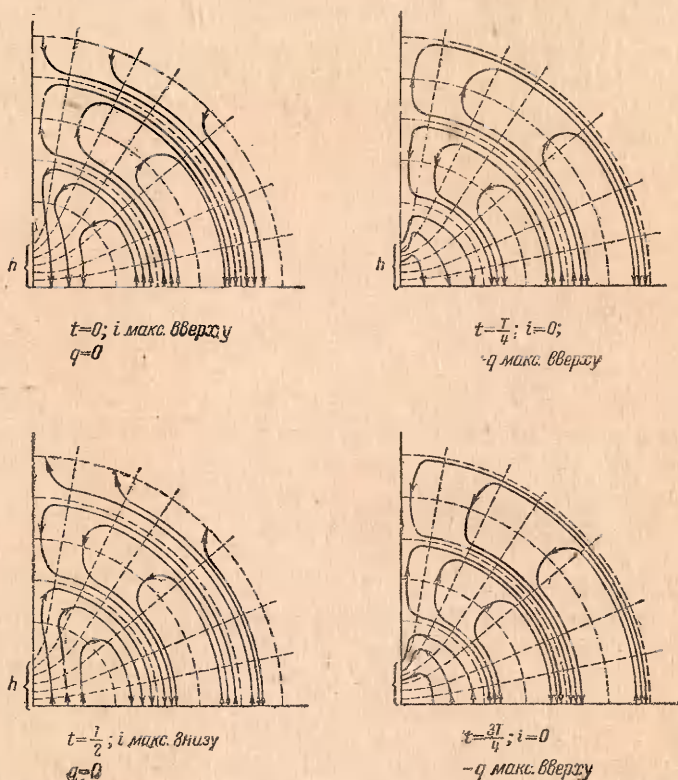 h
h
t=0; i макс. вверху
q=0
t=T/4; i=0;
-q макс. вверху
h
h
t=T/2; i макс. внизу
q=0
t=3T/4; i=0
-q макс. вверху